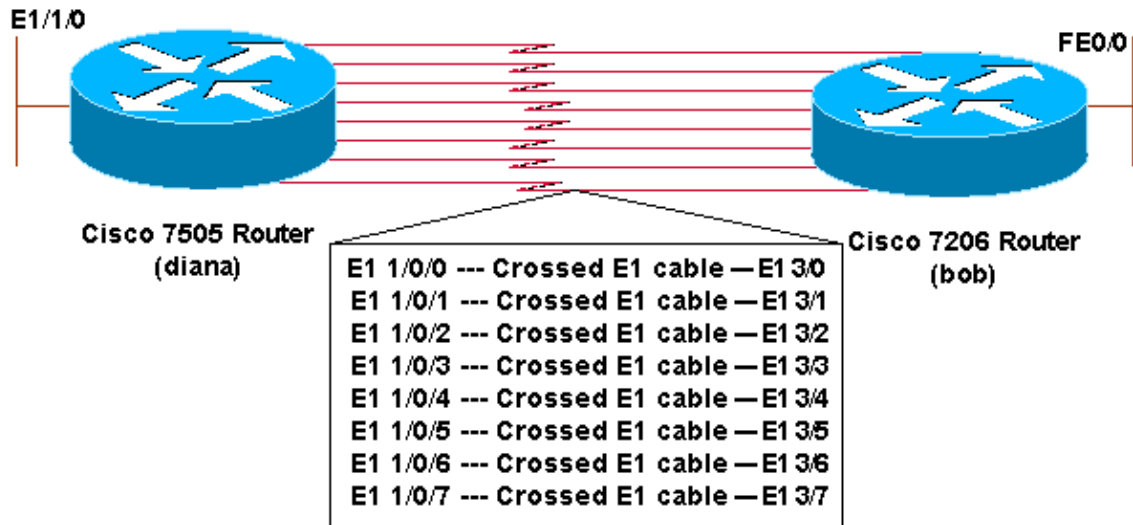 E1/1/0
FE0/0
Cisco 7505 Router
(diana)
Cisco 7206 Router
(bob)
E1 1/0/0 --- Crossed E1 cable — E1 3/0
E1 1/0/1 --- Crossed E1 cable — E1 3/1
E1 1/0/2 --- Crossed E1 cable — E1 3/2
E1 1/0/3 --- Crossed E1 cable — E1 3/3
E1 1/0/4 --- Crossed E1 cable — E1 3/4
E1 1/0/5 --- Crossed E1 cable — E1 3/5
E1 1/0/6 --- Crossed E1 cable — E1 3/6
E1 1/0/7 --- Crossed E1 cable — E1 3/7